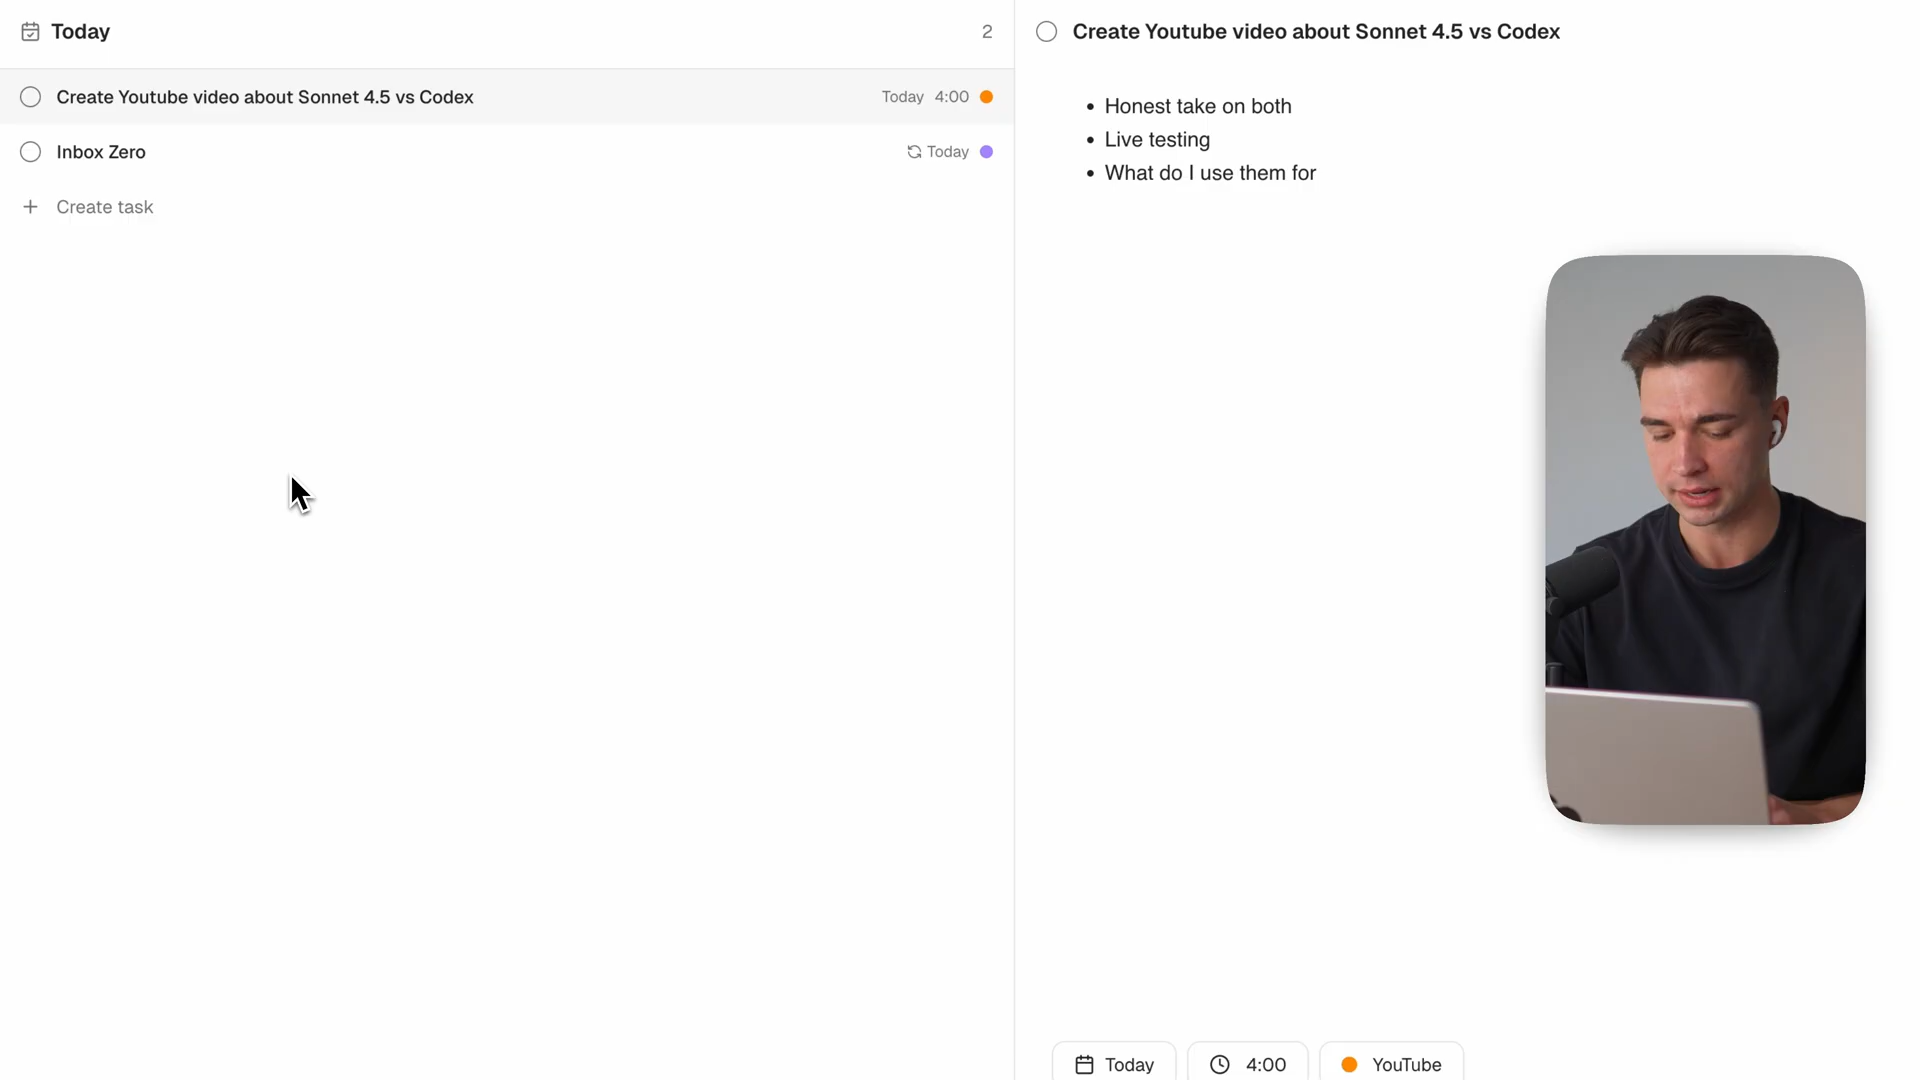 Today 2
Create Youtube video about Sonnet 4.5 vs Codex Today 4:00
Inbox Zero Today
Create task
Create Youtube video about Sonnet 4.5 vs Codex
• Honest take on both
• Live testing
• What do I use them for
Today 4:00 YouTube